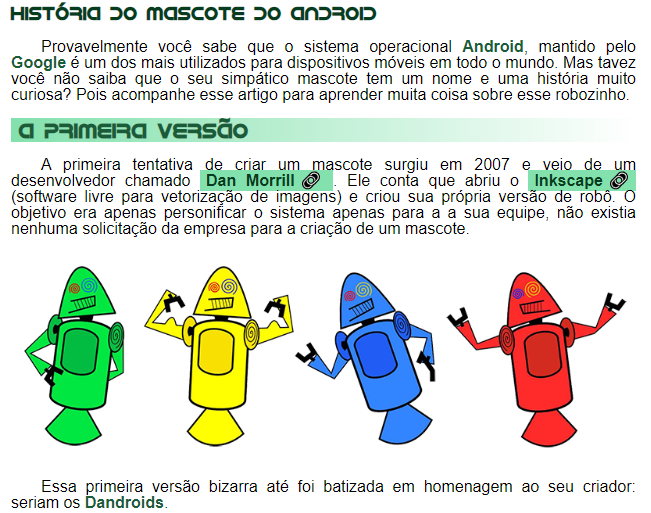 HISTÓRIA DO MASCOTE DO ANDROID
Provavelmente você sabe que o sistema operacional Android, mantido pelo
Google é um dos mais utilizados para dispositivos móveis em todo o mundo. Mas tavez
você não saiba que o seu simpático mascote tem um nome e uma história muito
curiosa? Pois acompanhe esse artigo para aprender muita coisa sobre esse robozinho.
A PRIMEIRA VERSÃO
A primeira tentativa de criar um mascote surgiu em 2007 e veio de um
desenvolvedor chamado Dan Morrill . Ele conta que abriu o Inkscape
(software livre para vetorização de imagens) e criou sua própria versão de robô. O
objetivo era apenas personificar o sistema apenas para a a sua equipe, não existia
nenhuma solicitação da empresa para a criação de um mascote.
Essa primeira versão bizarra até foi batizada em homenagem ao seu criador:
seriam os Dandroids.